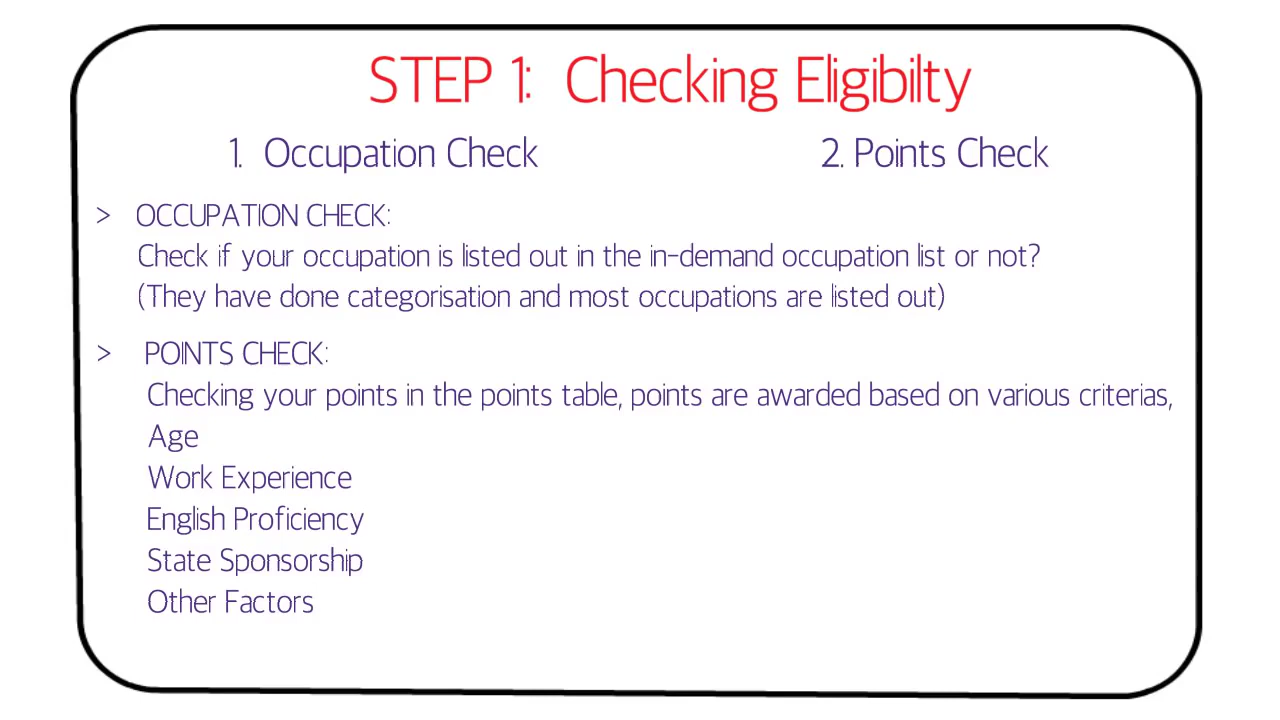 STEP 1: Checking Eligibilty
1. Occupation Check 2. Points Check
> OCCUPATION CHECK:
Check if your occupation is listed out in the in-demand occupation list or not?
(They have done categorisation and most occupations are listed out)
> POINTS CHECK:
Checking your points in the points table, points are awarded based on various criterias,
Age
Work Experience
English Proficiency
State Sponsorship
Other Factors